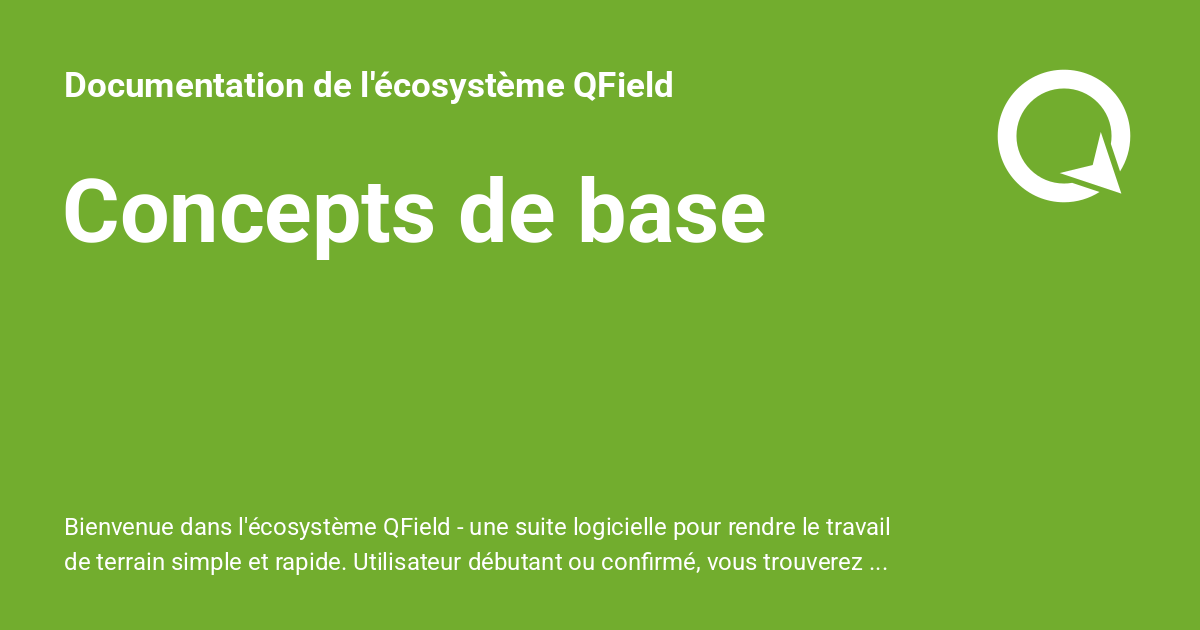 Documentation de l'écosystème QField
Concepts de base
Bienvenue dans l'écosystème QField - une suite logicielle pour rendre le travail
de terrain simple et rapide. Utilisateur débutant ou confirmé, vous trouverez ...